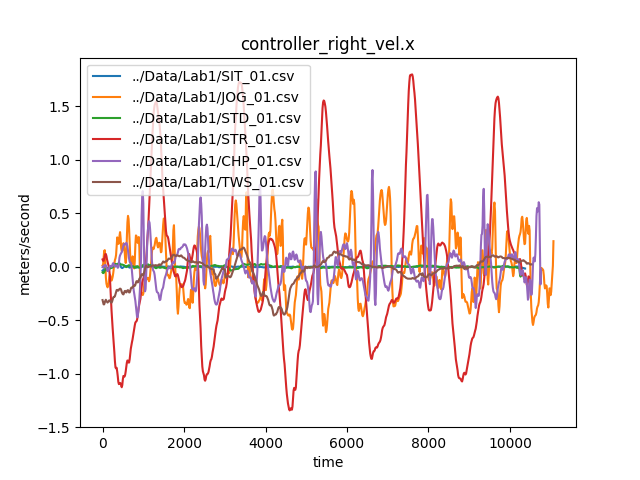 controller_right_vel.x
../Data/Lab1/SIT_01.csv
../Data/Lab1/JOG_01.csv
../Data/Lab1/STD_01.csv
../Data/Lab1/STR_01.csv
../Data/Lab1/CHP_01.csv
../Data/Lab1/TWS_01.csv
meters/second
1.5
1.0
0.5
0.0
−0.5
−1.0
−1.5
0 2000 4000 6000 8000 10000
time